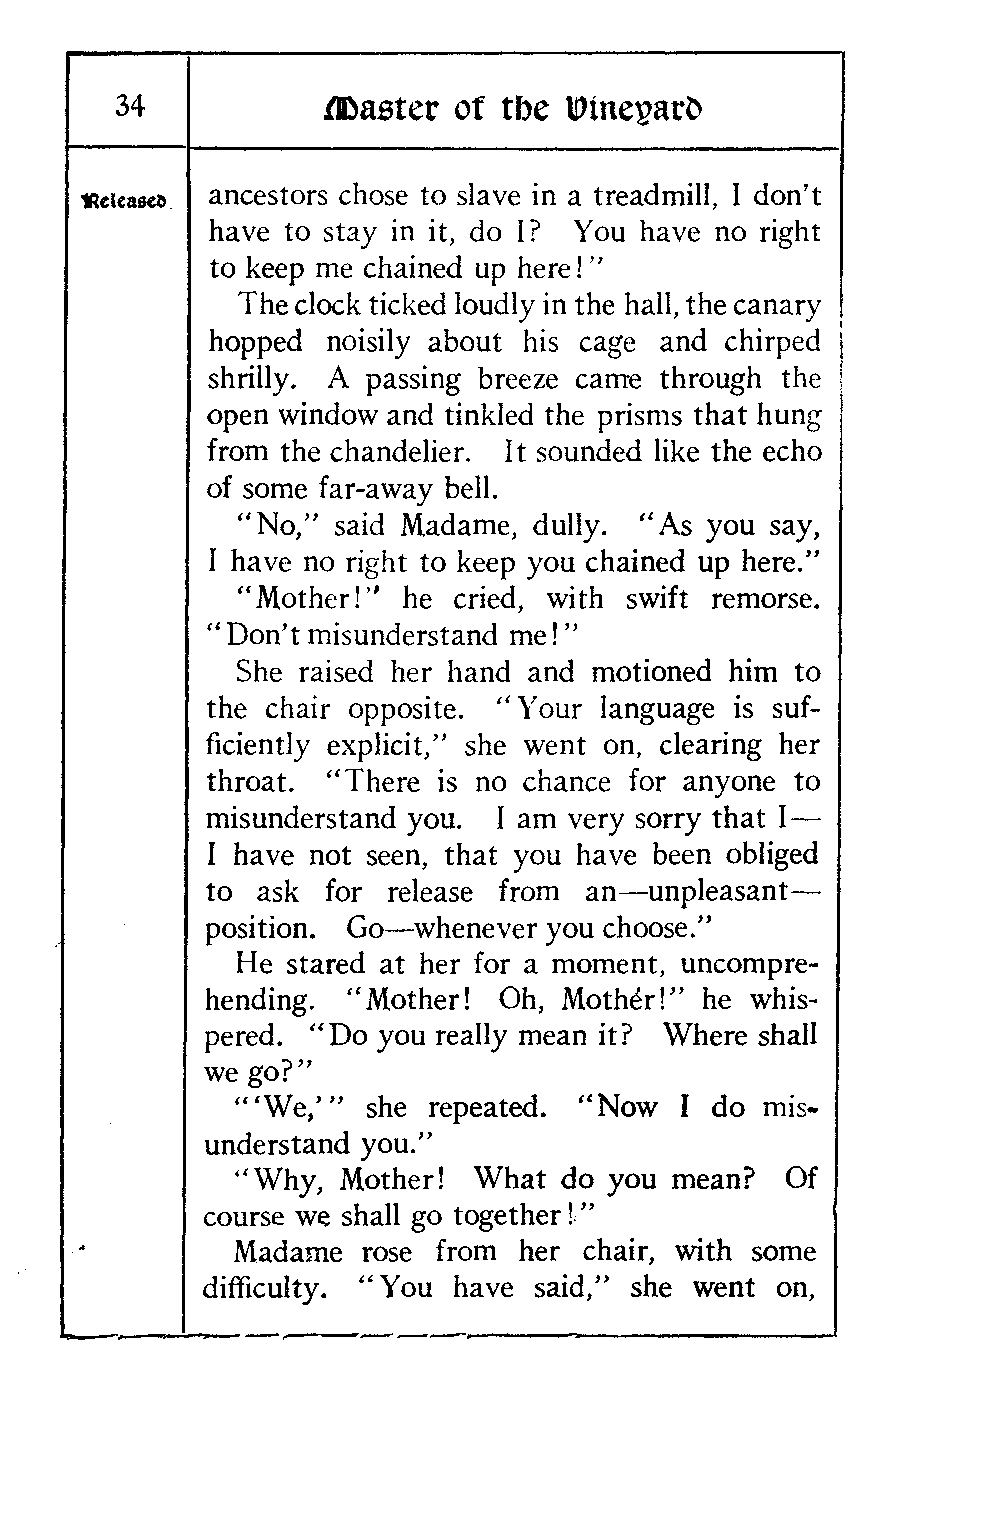 34
Master of the Vineyard
Released
ancestors chose to slave in a treadmill, I don't
have to stay in it, do I? You have no right
to keep me chained up here!"
The clock ticked loudly in the hall, the canary
hopped noisily about his cage and chirped
shrilly. A passing breeze came through the
open window and tinkled the prisms that hung
from the chandelier. It sounded like the echo
of some far-away bell.
"No," said Madame, dully. "As you say,
I have no right to keep you chained up here."
"Mother!" he cried, with swift remorse.
"Don't misunderstand me!"
She raised her hand and motioned him to
the chair opposite. "Your language is suf-
ficiently explicit," she went on, clearing her
throat. "There is no chance for anyone to
misunderstand you. I am very sorry that I—
I have not seen, that you have been obliged
to ask for release from an—unpleasant—
position. Go—whenever you choose."
He stared at her for a moment, uncompre-
hending. "Mother! Oh, Mother!" he whis-
pered. "Do you really mean it? Where shall
we go?"
"'We,'" she repeated. "Now I do mis-
understand you."
"Why, Mother! What do you mean? Of
course we shall go together!"
Madame rose from her chair, with some
difficulty. "You have said," she went on,